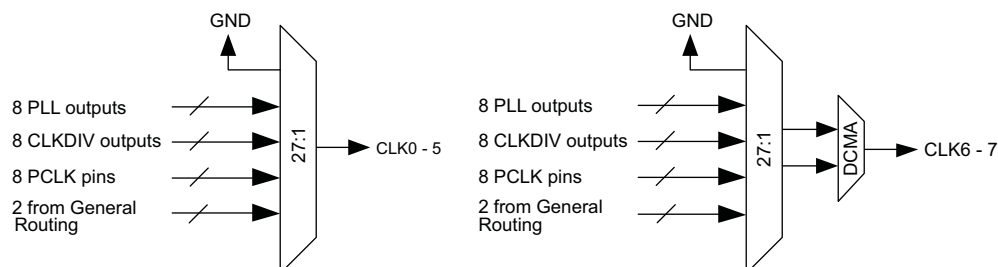 GND
8 PLL outputs
8 CLKDIV outputs
8 PCLK pins
2 from General
Routing
27:1
CLK0 - 5
GND
8 PLL outputs
8 CLKDIV outputs
8 PCLK pins
2 from General
Routing
27:1
DCMA
CLK6 - 7